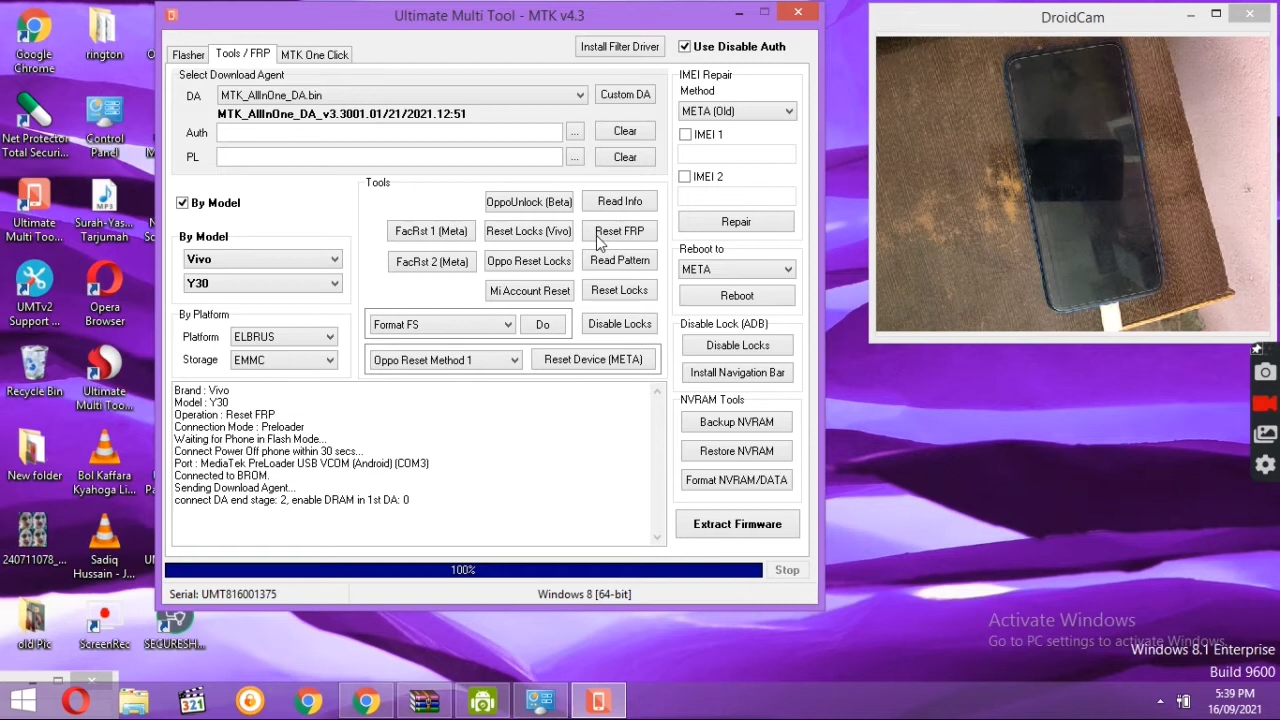 Ultimate Multi Tool - MTK v4.3
DroidCam
Google
Chrome
rington
Net Protector
Total Securi...
Control
Panel
Ultimate
Multi Too...
Surah-Yas...
Tarjumah
UMTv2
Support ...
Opera
Browser
Recycle Bin
Ultimate
Multi Too...
New folder
Bol Kaffara
Kyahoga Li...
240711078_...
Sadiq
Hussain - J...
old Pic
ScreenRec
SECURESH...
Flasher
Tools / FRP
MTK One Click
Install Filter Driver
Use Disable Auth
Select Download Agent
DA
MTK_AllInOne_DA.bin
Custom DA
MTK_AllInOne_DA_v3.3001.01/21/2021.12:51
Auth
...
Clear
PL
...
Clear
By Model
By Model
Vivo
Y30
By Platform
Platform
ELBRUS
Storage
EMMC
Tools
OppoUnlock (Beta)
Read Info
FacRst 1 (Meta)
Reset Locks (Vivo)
Reset FRP
FacRst 2 (Meta)
Oppo Reset Locks
Read Pattern
Mi Account Reset
Reset Locks
Format FS
Do
Disable Locks
Oppo Reset Method 1
Reset Device (META)
IMEI Repair
Method
META (Old)
IMEI 1
IMEI 2
Repair
Reboot to
META
Reboot
Disable Lock (ADB)
Disable Locks
Install Navigation Bar
NVRAM Tools
Backup NVRAM
Restore NVRAM
Format NVRAM/DATA
Extract Firmware
Brand : Vivo
Model : Y30
Operation : Reset FRP
Connection Mode : Preloader
Waiting for Phone in Flash Mode...
Connect Power Off phone within 30 secs...
Port : MediaTek PreLoader USB VCOM (Android) (COM3)
Connected to BROM.
Sending Download Agent...
connect DA end stage: 2, enable DRAM in 1st DA: 0
100%
Stop
Serial: UMT816001375
Windows 8 [64-bit]
Activate Windows
Go to PC settings to activate Windows.
Windows 8.1 Enterprise
Build 9600
321
5:39 PM
16/09/2021